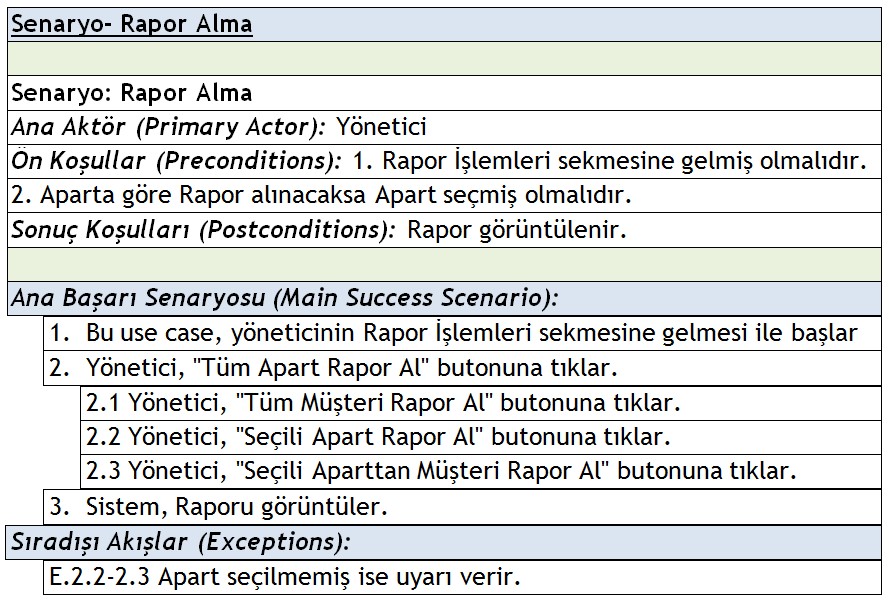 Senaryo- Rapor Alma
Senaryo: Rapor Alma
Ana Aktör (Primary Actor): Yönetici
Ön Koşullar (Preconditions): 1. Rapor İşlemleri sekmesine gelmiş olmalıdır.
2. Aparta göre Rapor alınacaksa Apart seçmiş olmalıdır.
Sonuç Koşulları (Postconditions): Rapor görüntülenir.
Ana Başarı Senaryosu (Main Success Scenario):
1. Bu use case, yöneticinin Rapor İşlemleri sekmesine gelmesi ile başlar
2. Yönetici, "Tüm Apart Rapor Al" butonuna tıklar.
2.1 Yönetici, "Tüm Müşteri Rapor Al" butonuna tıklar.
2.2 Yönetici, "Seçili Apart Rapor Al" butonuna tıklar.
2.3 Yönetici, "Seçili Aparttan Müşteri Rapor Al" butonuna tıklar.
3. Sistem, Raporu görüntüler.
Sıradışı Akışlar (Exceptions):
E.2.2-2.3 Apart seçilmemiş ise uyarı verir.